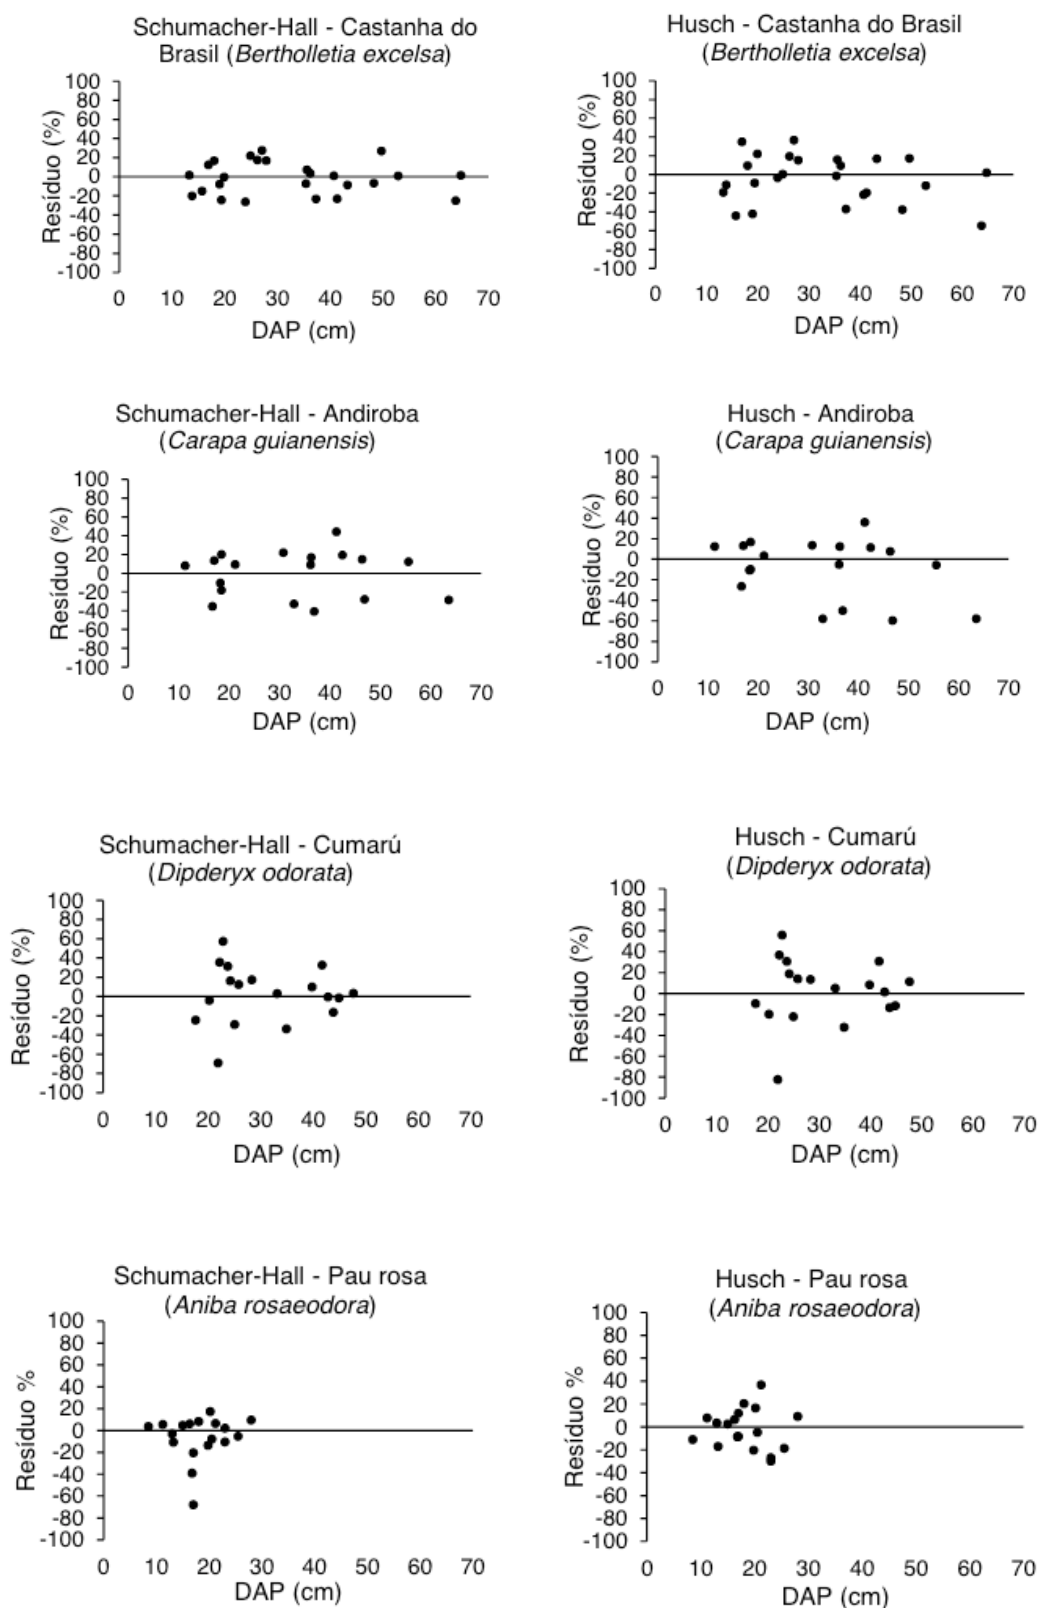 Schumacher-Hall - Castanha do
Brasil (Bertholletia excelsa)
100
80
60
40
20
0
-20
-40
-60
-80
-100
Resíduo (%)
0 10 20 30 40 50 60 70
DAP (cm)
Husch - Castanha do Brasil
(Bertholletia excelsa)
100
80
60
40
20
0
-20
-40
-60
-80
-100
Resíduo (%)
0 10 20 30 40 50 60 70
DAP (cm)
Schumacher-Hall - Andiroba
(Carapa guianensis)
100
80
60
40
20
0
-20
-40
-60
-80
-100
Resíduo (%)
0 10 20 30 40 50 60 70
DAP (cm)
Husch - Andiroba
(Carapa guianensis)
100
80
60
40
20
0
-20
-40
-60
-80
-100
Resíduo (%)
0 10 20 30 40 50 60 70
DAP (cm)
Schumacher-Hall - Cumarú
(Dipderyx odorata)
100
80
60
40
20
0
-20
-40
-60
-80
-100
Resíduo (%)
0 10 20 30 40 50 60 70
DAP (cm)
Husch - Cumarú
(Dipderyx odorata)
100
80
60
40
20
0
-20
-40
-60
-80
-100
Resíduo (%)
0 10 20 30 40 50 60 70
DAP (cm)
Schumacher-Hall - Pau rosa
(Aniba rosaeodora)
100
80
60
40
20
0
-20
-40
-60
-80
-100
Resíduo %
0 10 20 30 40 50 60 70
DAP (cm)
Husch - Pau rosa
(Aniba rosaeodora)
100
80
60
40
20
0
-20
-40
-60
-80
-100
Resíduo %
0 10 20 30 40 50 60 70
DAP (cm)